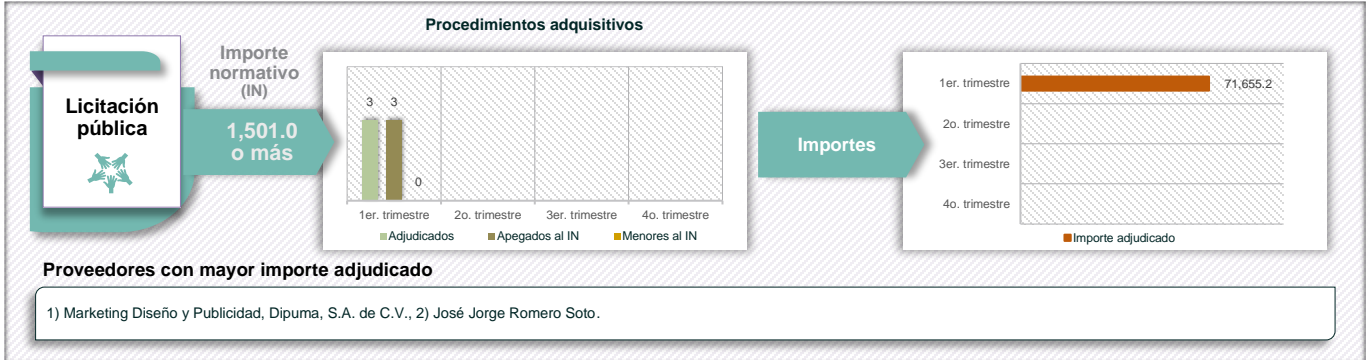 Procedimientos adquisitivos
Licitación
pública
Importe
normativo
(IN)
1,501.0
o más
3 3
0
1er. trimestre 2o. trimestre 3er. trimestre 4o. trimestre
Adjudicados Apegados al IN Menores al IN
Importes
1er. trimestre 71,655.2
2o. trimestre
3er. trimestre
4o. trimestre
Importe adjudicado
Proveedores con mayor importe adjudicado
1) Marketing Diseño y Publicidad, Dipuma, S.A. de C.V., 2) José Jorge Romero Soto.